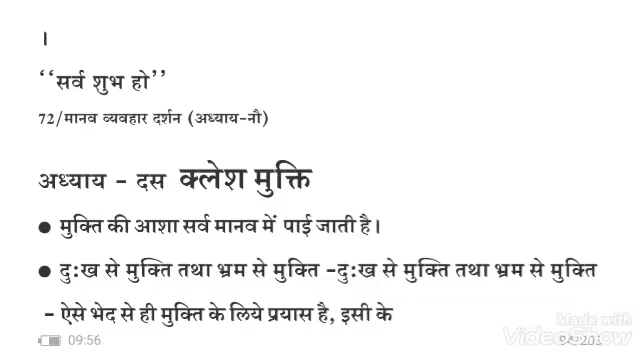 ।
‘‘सर्व शुभ हो’’
72/मानव व्यवहार दर्शन (अध्याय-नौ)
अध्याय - दस क्लेश मुक्ति
● मुक्ति की आशा सर्व मानव में पाई जाती है।
● दु:ख से मुक्ति तथा भ्रम से मुक्ति -दु:ख से मुक्ति तथा भ्रम से मुक्ति
- ऐसे भेद से ही मुक्ति के लिये प्रयास है, इसी के
Made with
VideoShow
09:56